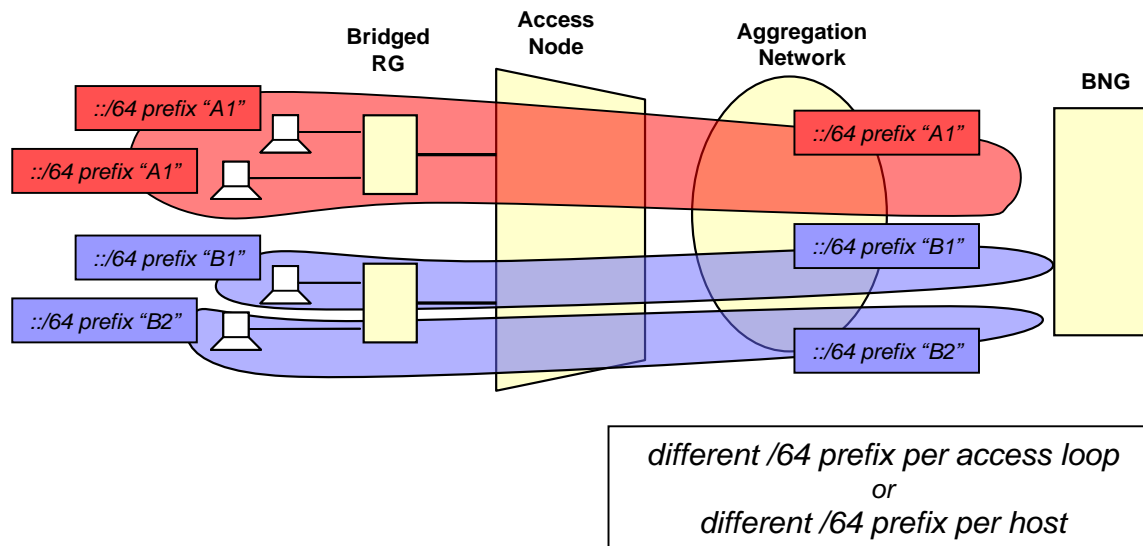 Access
Node
Bridged
RG
Aggregation
Network
BNG
::/64 prefix “A1”
::/64 prefix “A1”
::/64 prefix “A1”
::/64 prefix “B1”
::/64 prefix “B1”
::/64 prefix “B2”
::/64 prefix “B2”
different /64 prefix per access loop
or
different /64 prefix per host